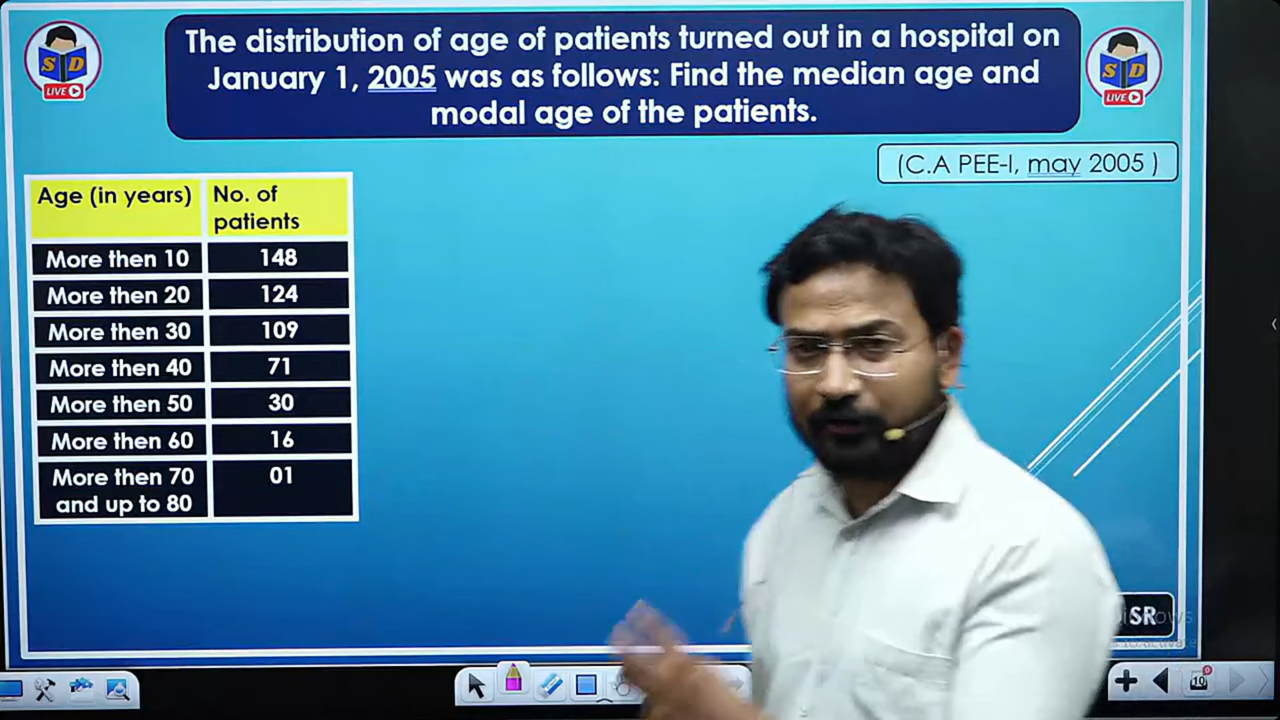 S D
LIVE
The distribution of age of patients turned out in a hospital on
January 1, 2005 was as follows: Find the median age and
modal age of the patients.
S D
LIVE
(C.A PEE-I, may 2005 )
Age (in years) No. of
patients
More then 10 148
More then 20 124
More then 30 109
More then 40 71
More then 50 30
More then 60 16
More then 70 01
and up to 80
SR
10